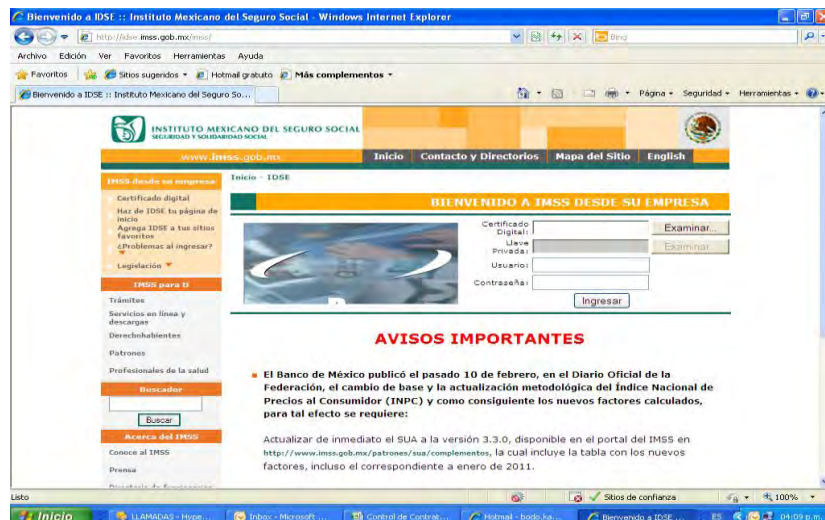 Bienvenido a IDSE :: Instituto Mexicano del Seguro Social - Windows Internet Explorer
http://idse.imss.gob.mx/imss/
Bing
Archivo Edición Ver Favoritos Herramientas Ayuda
Favoritos Sitios sugeridos Hotmail gratuito Más complementos
Bienvenido a IDSE :: Instituto Mexicano del Seguro So...
Página Seguridad Herramientas
INSTITUTO MEXICANO DEL SEGURO SOCIAL
SEGURIDAD Y SOLIDARIDAD SOCIAL
www.imss.gob.mx
Inicio Contacto y Directorios Mapa del Sitio English
IMSS desde su empresa
Certificado digital
Haz de IDSE tu página de
inicio
Agrega IDSE a tus sitios
favoritos
¿Problemas al ingresar?
Legislación
IMSS para ti
Trámites
Servicios en línea y
descargas
Derechohabientes
Patrones
Profesionales de la salud
Buscador
Buscar
Acerca del IMSS
Conoce al IMSS
Prensa
Inicio - IDSE
BIENVENIDO A IMSS DESDE SU EMPRESA
Certificado
Digital:
Examinar...
Llave
Privada:
Examinar...
Usuario:
Contraseña:
Ingresar
AVISOS IMPORTANTES
El Banco de México publicó el pasado 10 de febrero, en el Diario Oficial de la
Federación, el cambio de base y la actualización metodológica del Índice Nacional de
Precios al Consumidor (INPC) y como consiguiente los nuevos factores calculados,
para tal efecto se requiere:
Actualizar de inmediato el SUA a la versión 3.3.0, disponible en el portal del IMSS en
http://www.imss.gob.mx/patrones/sua/complementos, la cual incluye la tabla con los nuevos
factores, incluso el correspondiente a enero de 2011.
Listo
Sitios de confianza
100%
Inicio
LLAMADAS - Hype...
Inbox - Microsoft ...
Control de Contrat...
Hotmail - bodo.ka...
Bienvenido a IDSE ...
ES
04:09 p.m.